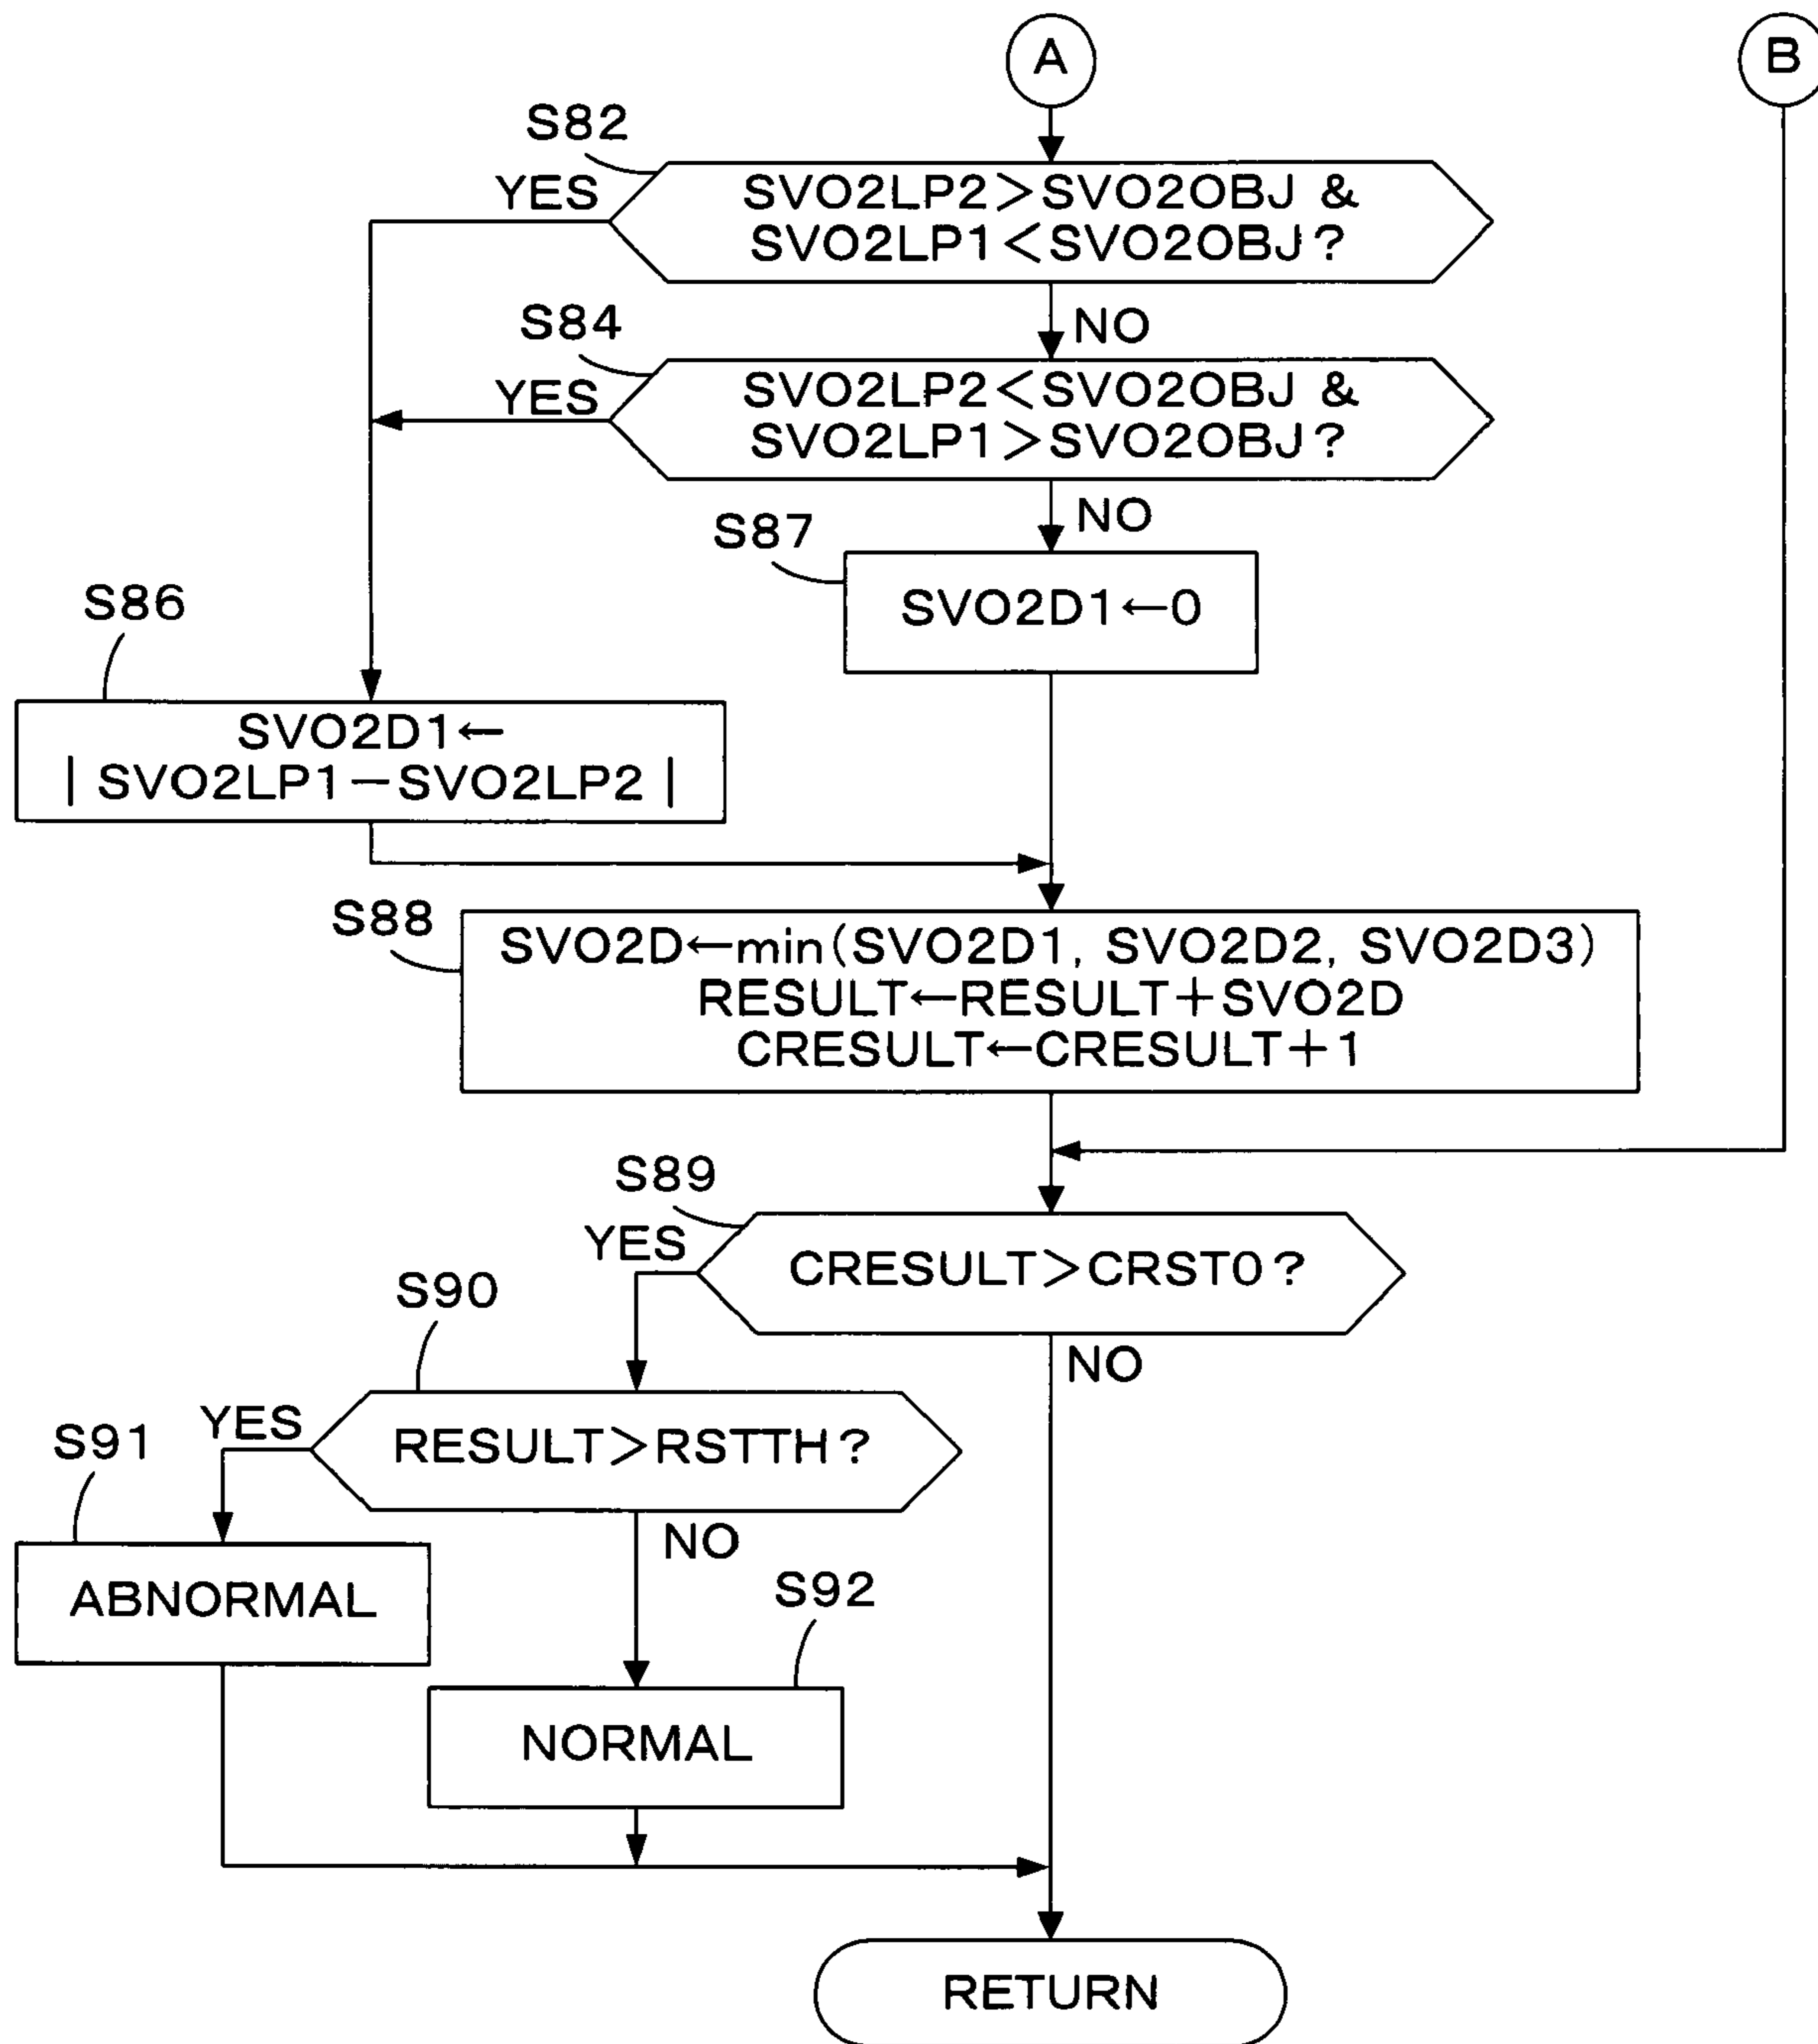 A
B
S82
YES
SVO2LP2>SVO2OBJ &
SVO2LP1<SVO2OBJ?
NO
S84
YES
SVO2LP2<SVO2OBJ &
SVO2LP1>SVO2OBJ?
NO
S87
SVO2D1←0
S86
SVO2D1←
| SVO2LP1−SVO2LP2 |
S88
SVO2D←min(SVO2D1, SVO2D2, SVO2D3)
RESULT←RESULT+SVO2D
CRESULT←CRESULT+1
S89
YES
CRESULT>CRST0?
NO
S90
YES
RESULT>RSTTH?
NO
S91
ABNORMAL
S92
NORMAL
RETURN